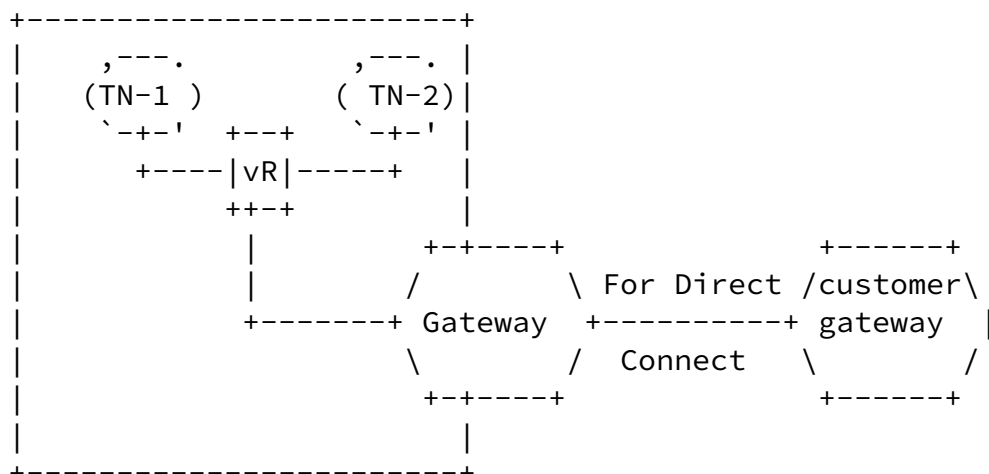 (TN-1 ) ( TN-2)
vR
For Direct customer
Gateway gateway
Connect